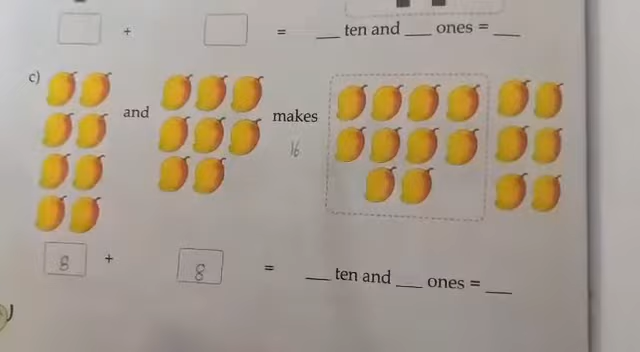 + = ___ ten and ___ ones = ___
c) and makes
16
8 + 8 = ___ ten and ___ ones = ___